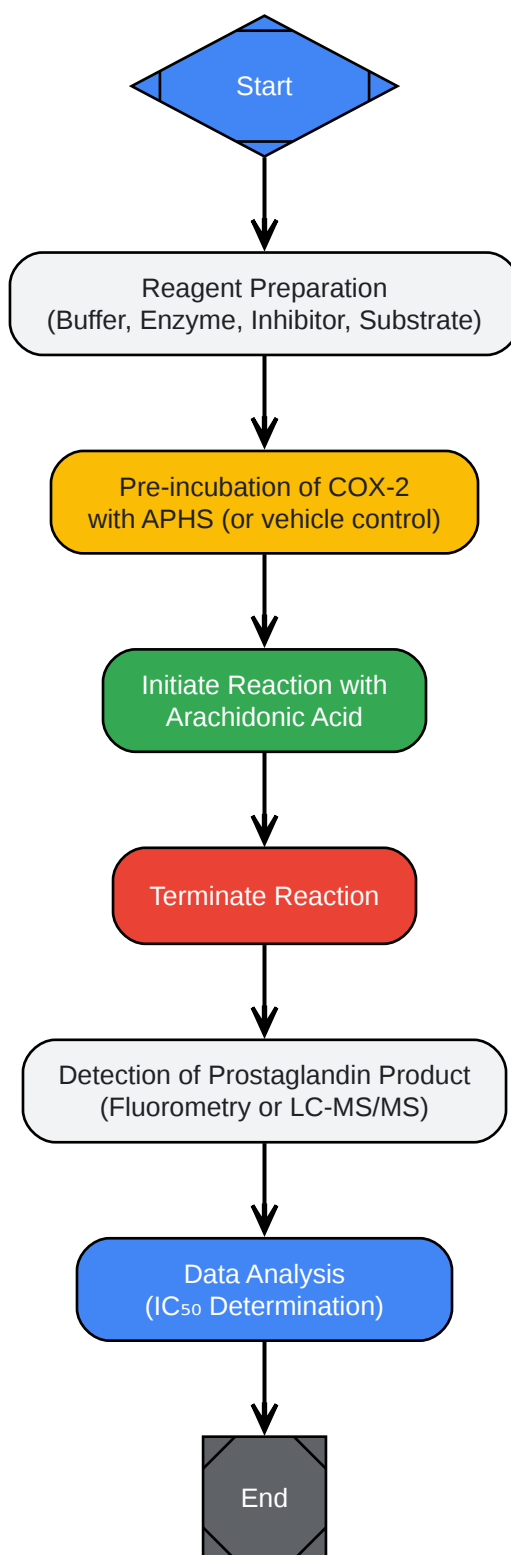 Start
Reagent Preparation
(Buffer, Enzyme, Inhibitor, Substrate)
Pre-incubation of COX-2
with APHS (or vehicle control)
Initiate Reaction with
Arachidonic Acid
Terminate Reaction
Detection of Prostaglandin Product
(Fluorometry or LC-MS/MS)
Data Analysis
(IC₅₀ Determination)
End